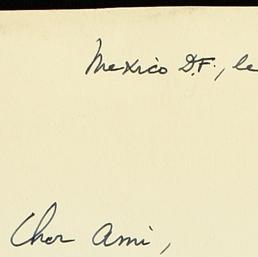 Mexico D.F., le
Cher Ami,